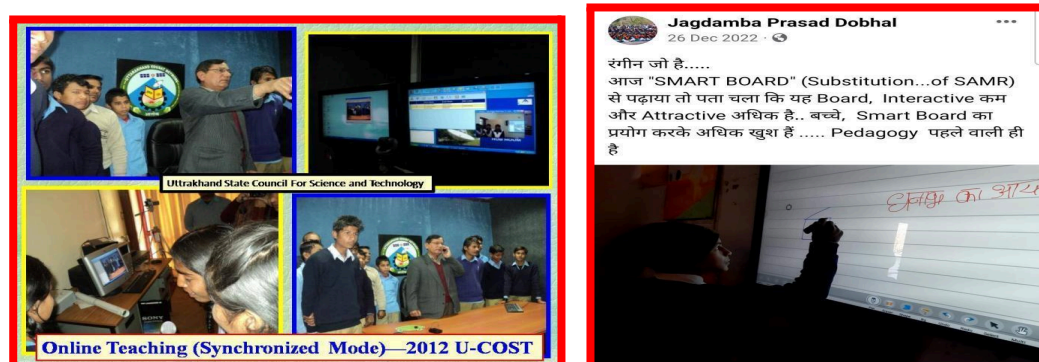 Uttrakhand State Council For Science and Technology
Online Teaching (Synchronized Mode)—2012 U-COST
Jagdamba Prasad Dobhal
26 Dec 2022
रंगीन जो है.....
आज "SMART BOARD" (Substitution...of SAMR)
से पढ़ाया तो पता चला कि यह Board, Interactive कम
और Attractive अधिक है.. बच्चे, Smart Board का
प्रयोग करके अधिक खुश हैं ..... Pedagogy पहले वाली ही
है
का आय
SONY